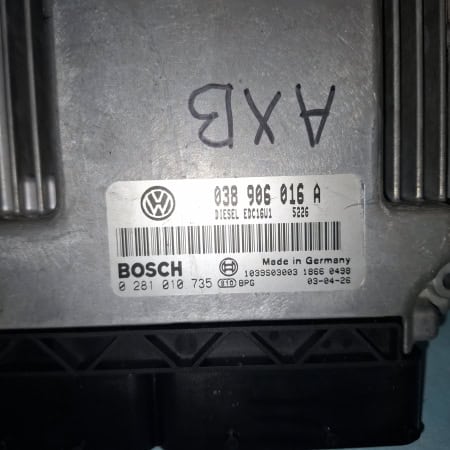 AXB
038 906 016 A
DIESEL EDC16U1 5226
BOSCH Made in Germany
1039S03003 1866 0498
0 281 010 735 810 BPG 03-04-26